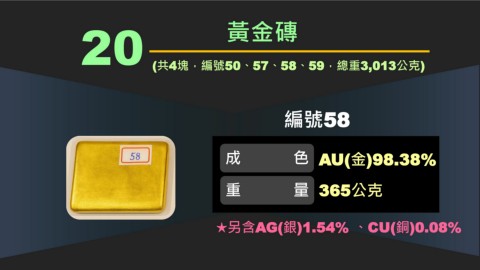 20
黃金磚
(共4塊，編號50、57、58、59，總重3,013公克)
編號58
58
成色 AU(金)98.38%
重量 365公克
★另含AG(銀)1.54% 、CU(銅)0.08%